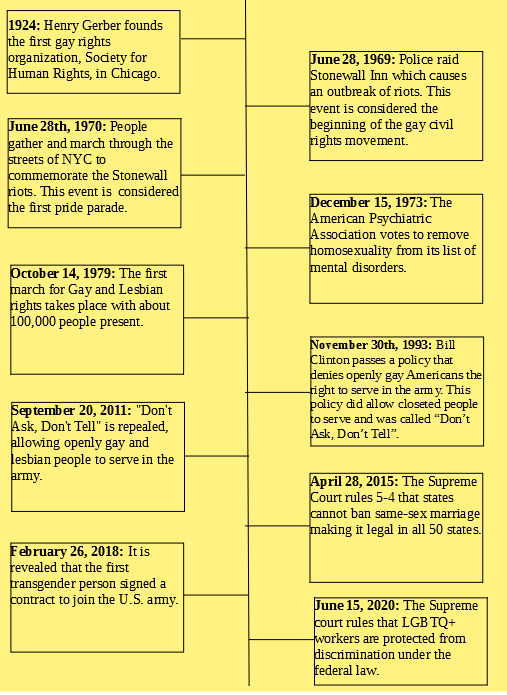 1924: Henry Gerber founds
the first gay rights
organization, Society for
Human Rights, in Chicago.
June 28, 1969: Police raid
Stonewall Inn which causes
an outbreak of riots. This
event is considered the
beginning of the gay civil
rights movement.
June 28th, 1970: People
gather and march through the
streets of NYC to
commemorate the Stonewall
riots. This event is considered
the first pride parade.
December 15, 1973: The
American Psychiatric
Association votes to remove
homosexuality from its list of
mental disorders.
October 14, 1979: The first
march for Gay and Lesbian
rights takes place with about
100,000 people present.
November 30th, 1993: Bill
Clinton passes a policy that
denies openly gay Americans the
right to serve in the army. This
policy did allow closeted people
to serve and was called “Don’t
Ask, Don’t Tell”.
September 20, 2011: "Don't
Ask, Don't Tell" is repealed,
allowing openly gay and
lesbian people to serve in the
army.
April 28, 2015: The Supreme
Court rules 5-4 that states
cannot ban same-sex marriage
making it legal in all 50 states.
February 26, 2018: It is
revealed that the first
transgender person signed a
contract to join the U.S. army.
June 15, 2020: The Supreme
court rules that LGBTQ+
workers are protected from
discrimination under the
federal law.